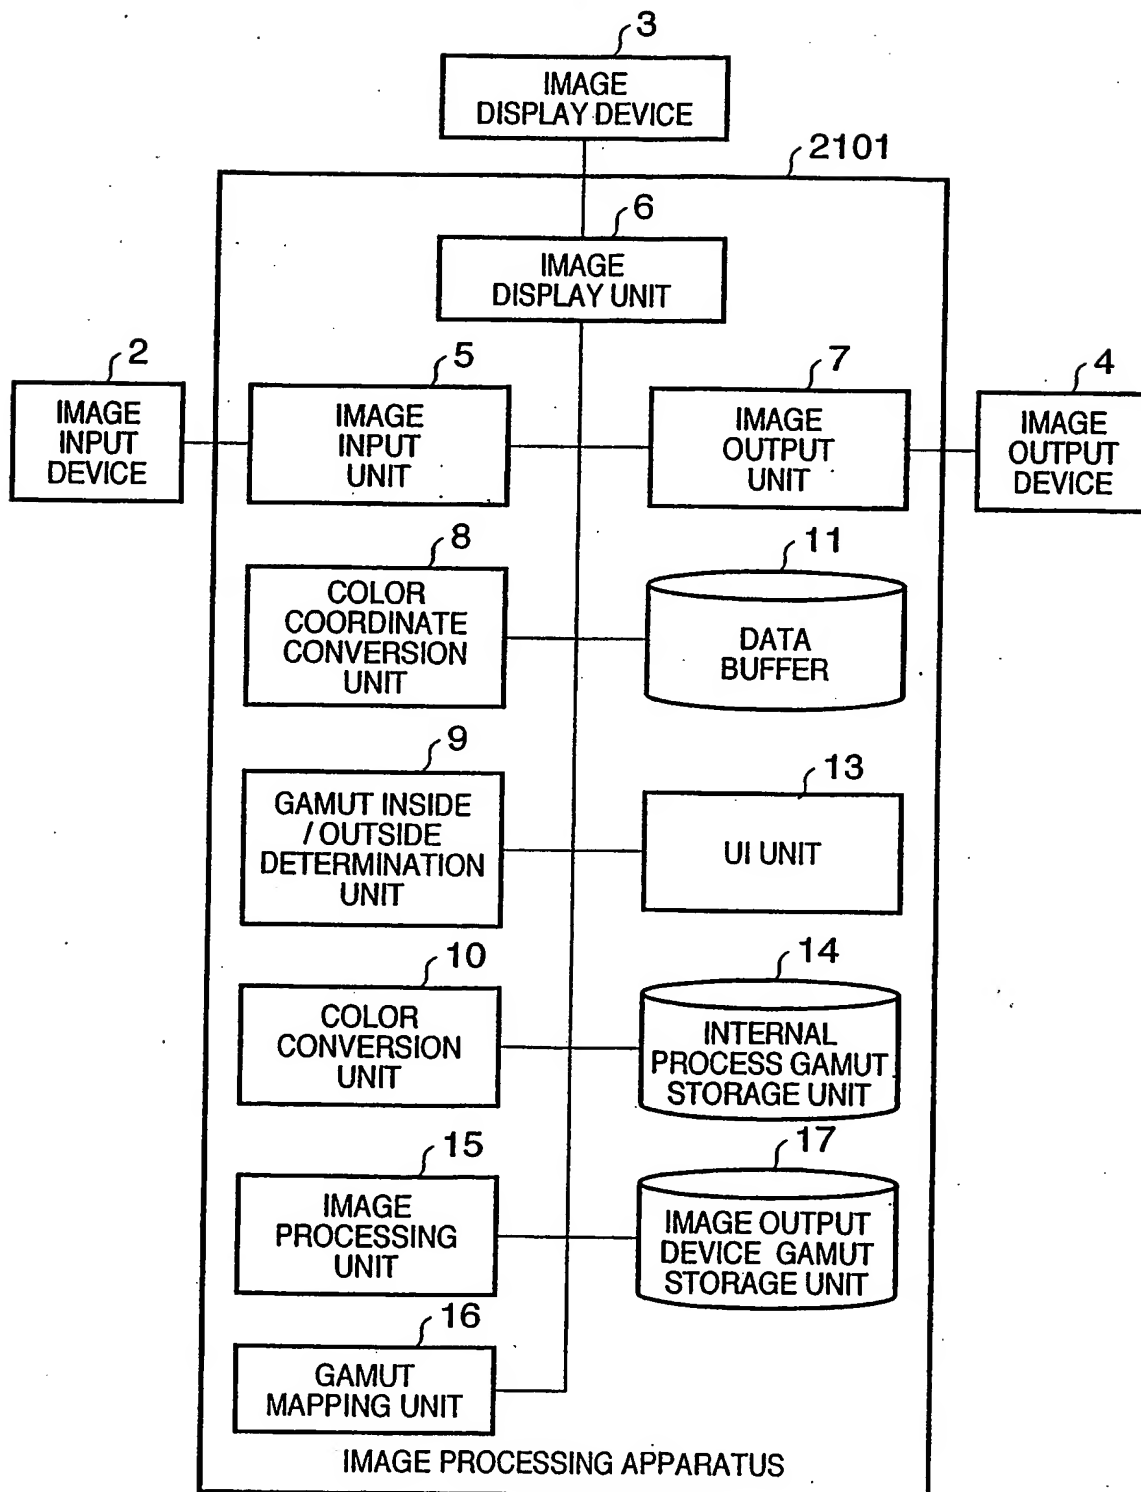 3
IMAGE
DISPLAY DEVICE
2101
6
IMAGE
DISPLAY UNIT
2
IMAGE
INPUT
DEVICE
5
IMAGE
INPUT
UNIT
7
IMAGE
OUTPUT
UNIT
4
IMAGE
OUTPUT
DEVICE
8
COLOR
COORDINATE
CONVERSION
UNIT
11
DATA
BUFFER
9
GAMUT INSIDE
/ OUTSIDE
DETERMINATION
UNIT
13
UI UNIT
10
COLOR
CONVERSION
UNIT
14
INTERNAL
PROCESS GAMUT
STORAGE UNIT
15
IMAGE
PROCESSING
UNIT
17
IMAGE OUTPUT
DEVICE GAMUT
STORAGE UNIT
16
GAMUT
MAPPING UNIT
IMAGE PROCESSING APPARATUS